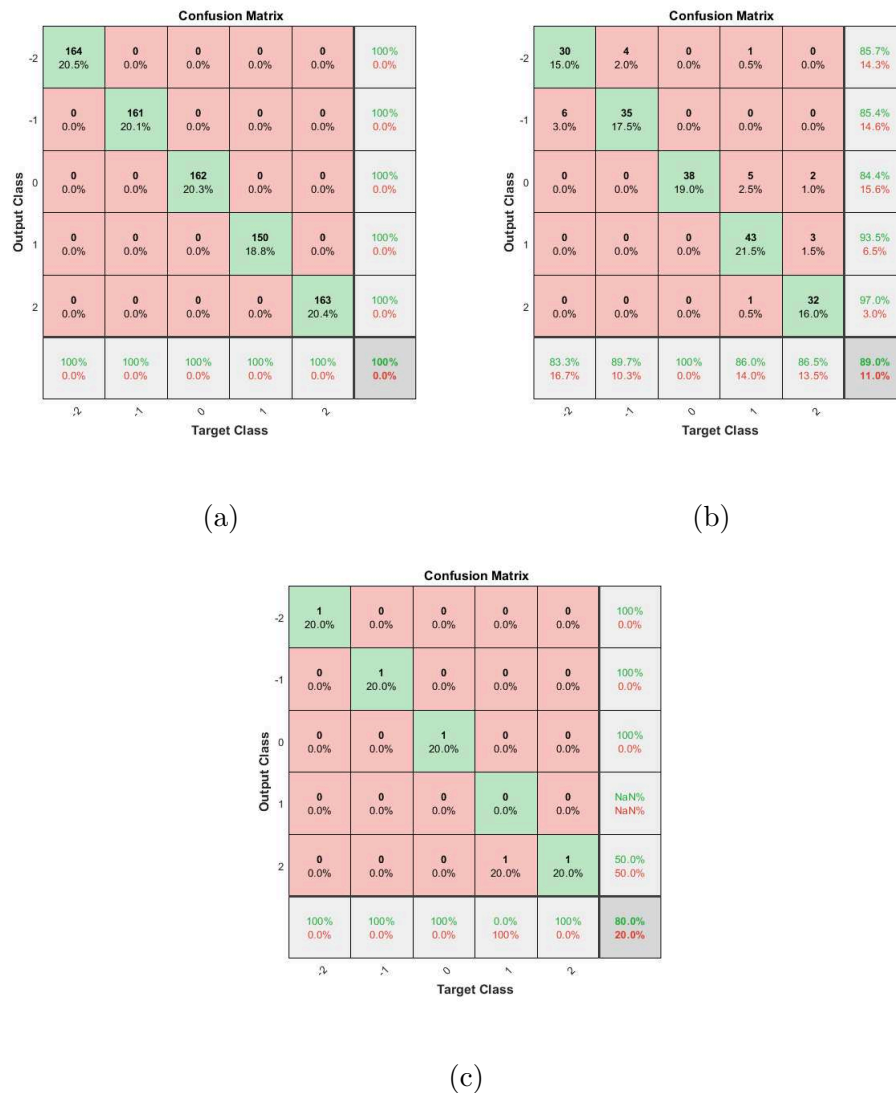 Confusion Matrix
-2 164 0 0 0 0 100%
20.5% 0.0% 0.0% 0.0% 0.0% 0.0%
-1 0 161 0 0 0 100%
0.0% 20.1% 0.0% 0.0% 0.0% 0.0%
0 0 0 162 0 0 100%
0.0% 0.0% 20.3% 0.0% 0.0% 0.0%
1 0 0 0 150 0 100%
0.0% 0.0% 0.0% 18.8% 0.0% 0.0%
2 0 0 0 0 163 100%
0.0% 0.0% 0.0% 0.0% 20.4% 0.0%
100% 100% 100% 100% 100% 100%
0.0% 0.0% 0.0% 0.0% 0.0% 0.0%
-2 -1 0 1 2
Target Class
Output Class
(a)
Confusion Matrix
-2 30 4 0 1 0 85.7%
15.0% 2.0% 0.0% 0.5% 0.0% 14.3%
-1 6 35 0 0 0 85.4%
3.0% 17.5% 0.0% 0.0% 0.0% 14.6%
0 0 0 38 5 2 84.4%
0.0% 0.0% 19.0% 2.5% 1.0% 15.6%
1 0 0 0 43 3 93.5%
0.0% 0.0% 0.0% 21.5% 1.5% 6.5%
2 0 0 0 1 32 97.0%
0.0% 0.0% 0.0% 0.5% 16.0% 3.0%
83.3% 89.7% 100% 86.0% 86.5% 89.0%
16.7% 10.3% 0.0% 14.0% 13.5% 11.0%
-2 -1 0 1 2
Target Class
Output Class
(b)
Confusion Matrix
-2 1 0 0 0 0 100%
20.0% 0.0% 0.0% 0.0% 0.0% 0.0%
-1 0 1 0 0 0 100%
0.0% 20.0% 0.0% 0.0% 0.0% 0.0%
0 0 0 1 0 0 100%
0.0% 0.0% 20.0% 0.0% 0.0% 0.0%
1 0 0 0 0 0 NaN%
0.0% 0.0% 0.0% 0.0% 0.0% NaN%
2 0 0 0 1 1 50.0%
0.0% 0.0% 0.0% 20.0% 20.0% 50.0%
100% 100% 100% 0.0% 100% 80.0%
0.0% 0.0% 0.0% 100% 0.0% 20.0%
-2 -1 0 1 2
Target Class
Output Class
(c)